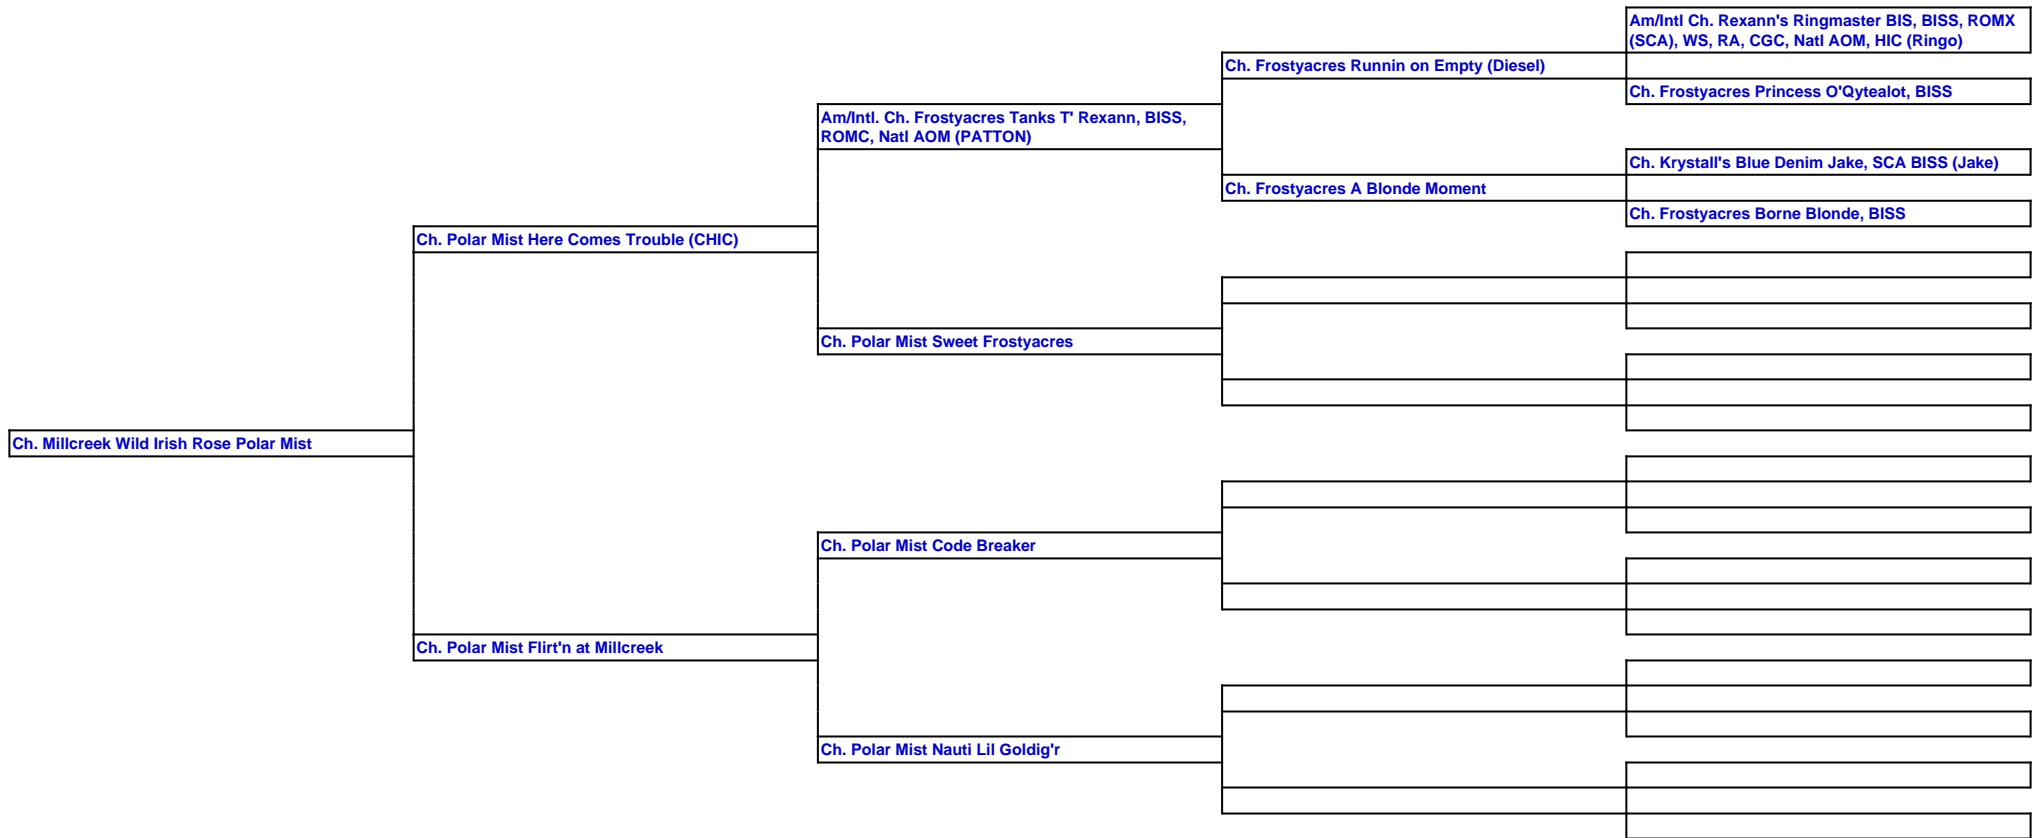 Am/Intl Ch. Rexann's Ringmaster BIS, BISS, ROMX
(SCA), WS, RA, CGC, Natl AOM, HIC (Ringo)
Ch. Frostyacres Runnin on Empty (Diesel)
Ch. Frostyacres Princess O'Qytealot, BISS
Am/Intl. Ch. Frostyacres Tanks T' Rexann, BISS,
ROMC, Natl AOM (PATTON)
Ch. Krystall's Blue Denim Jake, SCA BISS (Jake)
Ch. Frostyacres A Blonde Moment
Ch. Frostyacres Borne Blonde, BISS
Ch. Polar Mist Here Comes Trouble (CHIC)
Ch. Polar Mist Sweet Frostyacres
Ch. Millcreek Wild Irish Rose Polar Mist
Ch. Polar Mist Code Breaker
Ch. Polar Mist Flirt'n at Millcreek
Ch. Polar Mist Nauti Lil Goldig'r